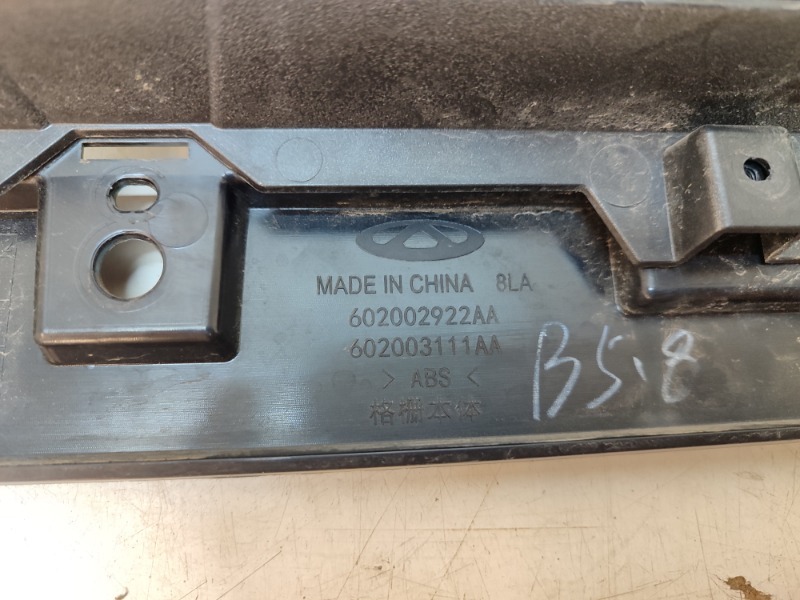 MADE IN CHINA 8LA
602002922AA
602003111AA
> ABS <
格栅本体
B5.8